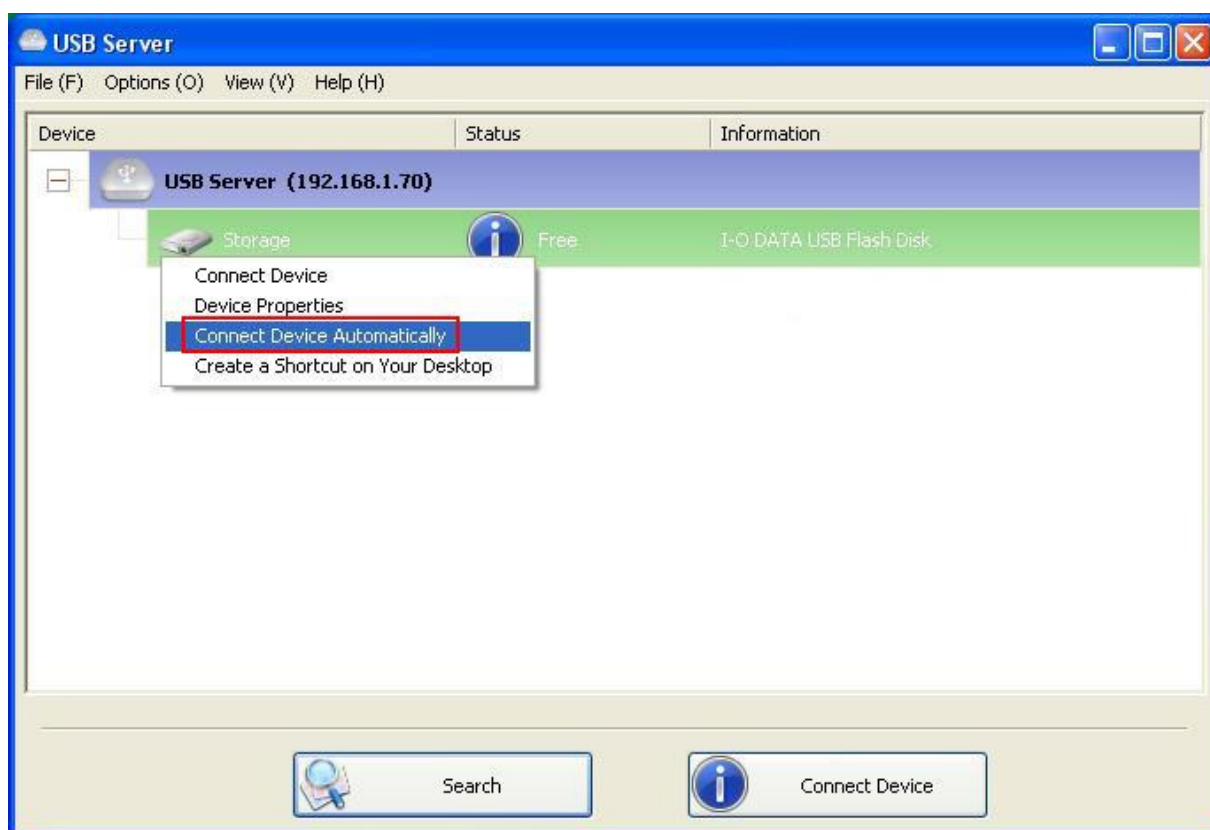 USB Server
File (F) Options (O) View (V) Help (H)
Device Status Information
USB Server (192.168.1.70)
Storage Free I-O DATA USB Flash Disk
Connect Device
Device Properties
Connect Device Automatically
Create a Shortcut on Your Desktop
Search Connect Device